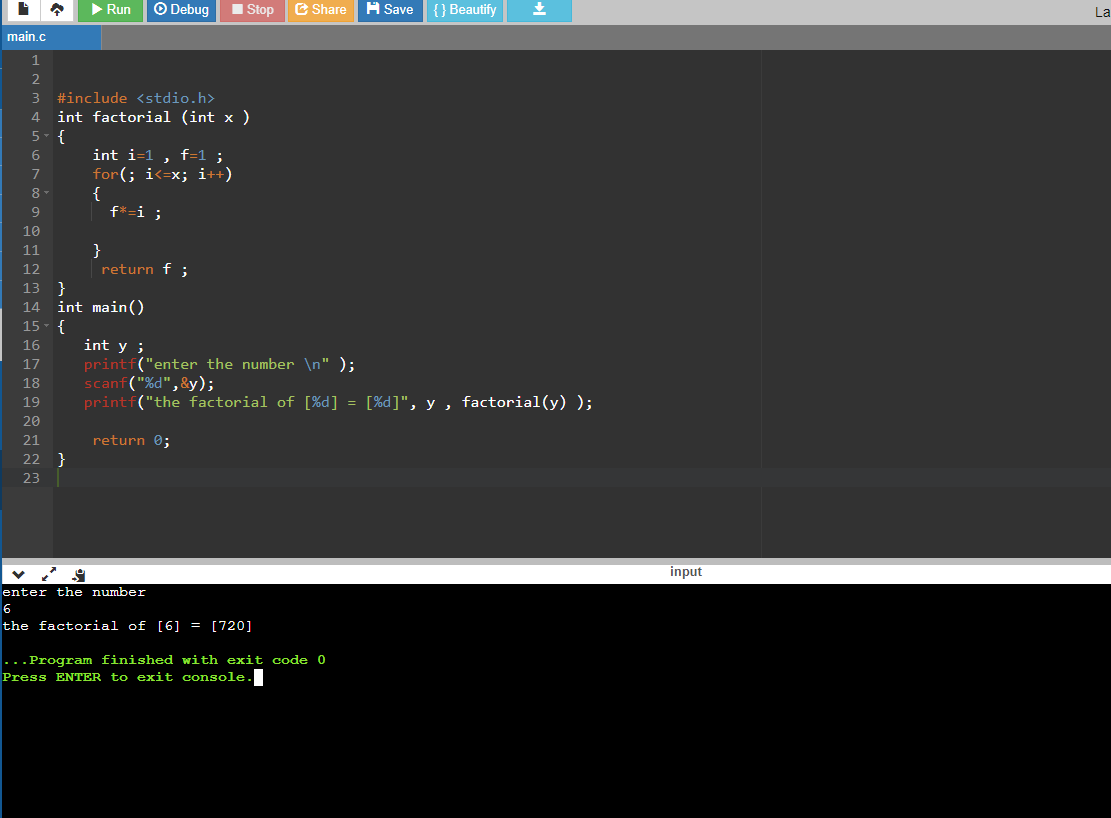 Run Debug Stop Share Save { } Beautify La
main.c
1
2
3 #include <stdio.h>
4 int factorial (int x )
5 {
6 int i=1 , f=1 ;
7 for(; i<=x; i++)
8 {
9 f*=i ;
10
11 }
12 return f ;
13 }
14 int main()
15 {
16 int y ;
17 printf("enter the number \n" );
18 scanf("%d",&y);
19 printf("the factorial of [%d] = [%d]", y , factorial(y) );
20
21 return 0;
22 }
23
input
enter the number
6
the factorial of [6] = [720]
...Program finished with exit code 0
Press ENTER to exit console.